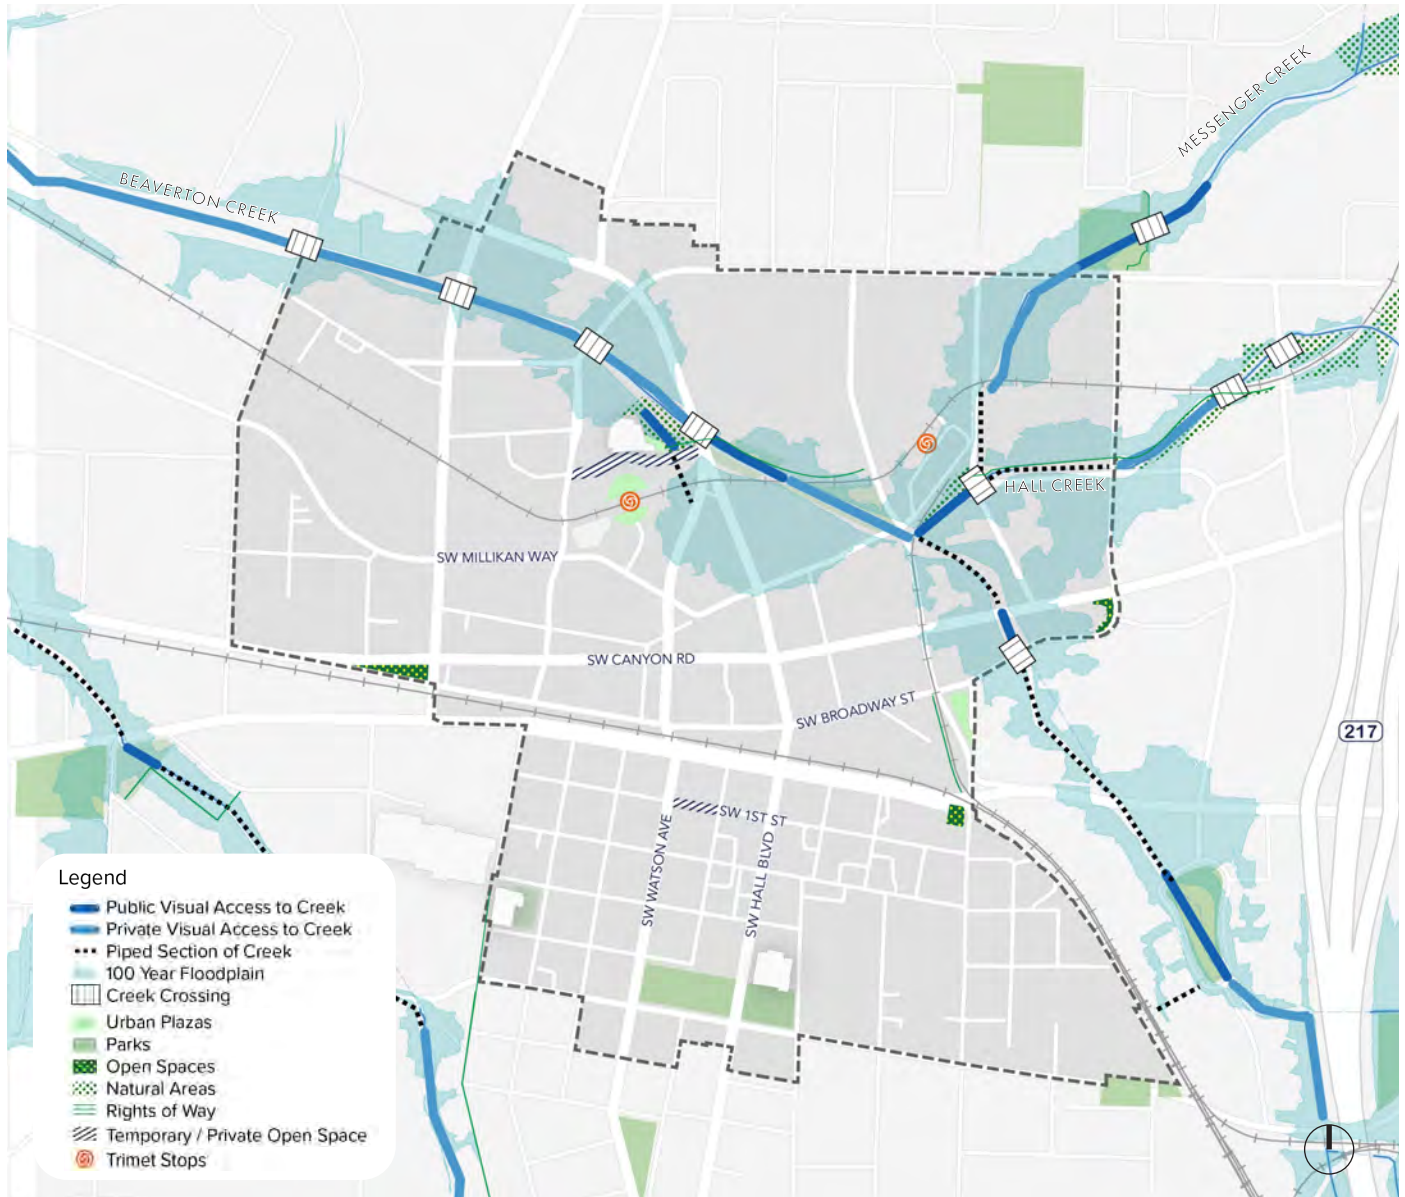 MESSENGER CREEK
BEAVERTON CREEK
HALL CREEK
SW MILLIKAN WAY
SW CANYON RD
SW BROADWAY ST
217
SW 1ST ST
SW WATSON AVE
SW HALL BLVD
Legend
Public Visual Access to Creek
Private Visual Access to Creek
Piped Section of Creek
100 Year Floodplain
Creek Crossing
Urban Plazas
Parks
Open Spaces
Natural Areas
Rights of Way
Temporary / Private Open Space
Trimet Stops